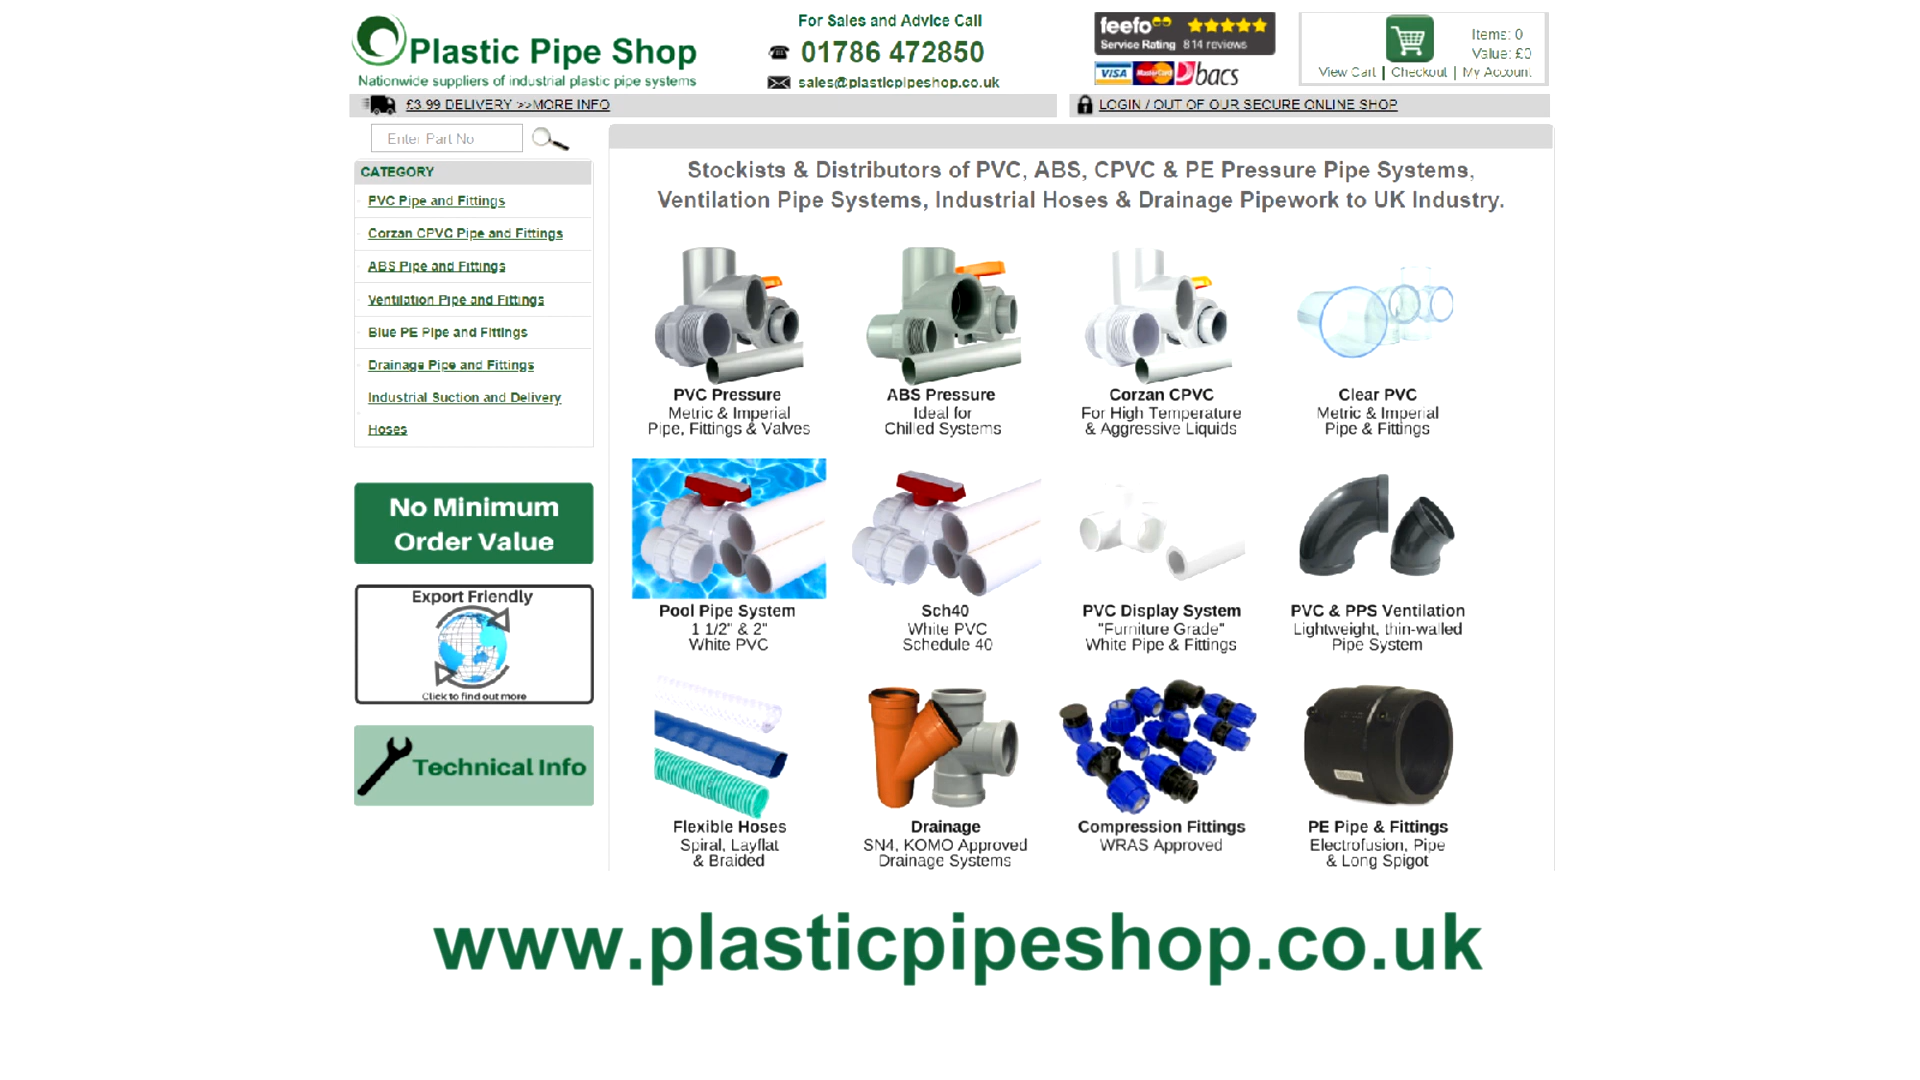 Plastic Pipe Shop
Nationwide suppliers of industrial plastic pipe systems
For Sales and Advice Call
01786 472850
sales@plasticpipeshop.co.uk
feefo
Service Rating 814 reviews
VISA MasterCard bacs
Items: 0
Value: £0
View Cart | Checkout | My Account
£3.99 DELIVERY >>MORE INFO
LOGIN / OUT OF OUR SECURE ONLINE SHOP
Enter Part No
CATEGORY
PVC Pipe and Fittings
Corzan CPVC Pipe and Fittings
ABS Pipe and Fittings
Ventilation Pipe and Fittings
Blue PE Pipe and Fittings
Drainage Pipe and Fittings
Industrial Suction and Delivery
Hoses
No Minimum
Order Value
Export Friendly
Click to find out more
Technical Info
Stockists & Distributors of PVC, ABS, CPVC & PE Pressure Pipe Systems,
Ventilation Pipe Systems, Industrial Hoses & Drainage Pipework to UK Industry.
PVC Pressure
Metric & Imperial
Pipe, Fittings & Valves
ABS Pressure
Ideal for
Chilled Systems
Corzan CPVC
For High Temperature
& Aggressive Liquids
Clear PVC
Metric & Imperial
Pipe & Fittings
Pool Pipe System
1 1/2" & 2"
White PVC
Sch40
White PVC
Schedule 40
PVC Display System
"Furniture Grade"
White Pipe & Fittings
PVC & PPS Ventilation
Lightweight, thin-walled
Pipe System
Flexible Hoses
Spiral, Layflat
& Braided
Drainage
SN4, KOMO Approved
Drainage Systems
Compression Fittings
WRAS Approved
PE Pipe & Fittings
Electrofusion, Pipe
& Long Spigot
www.plasticpipeshop.co.uk